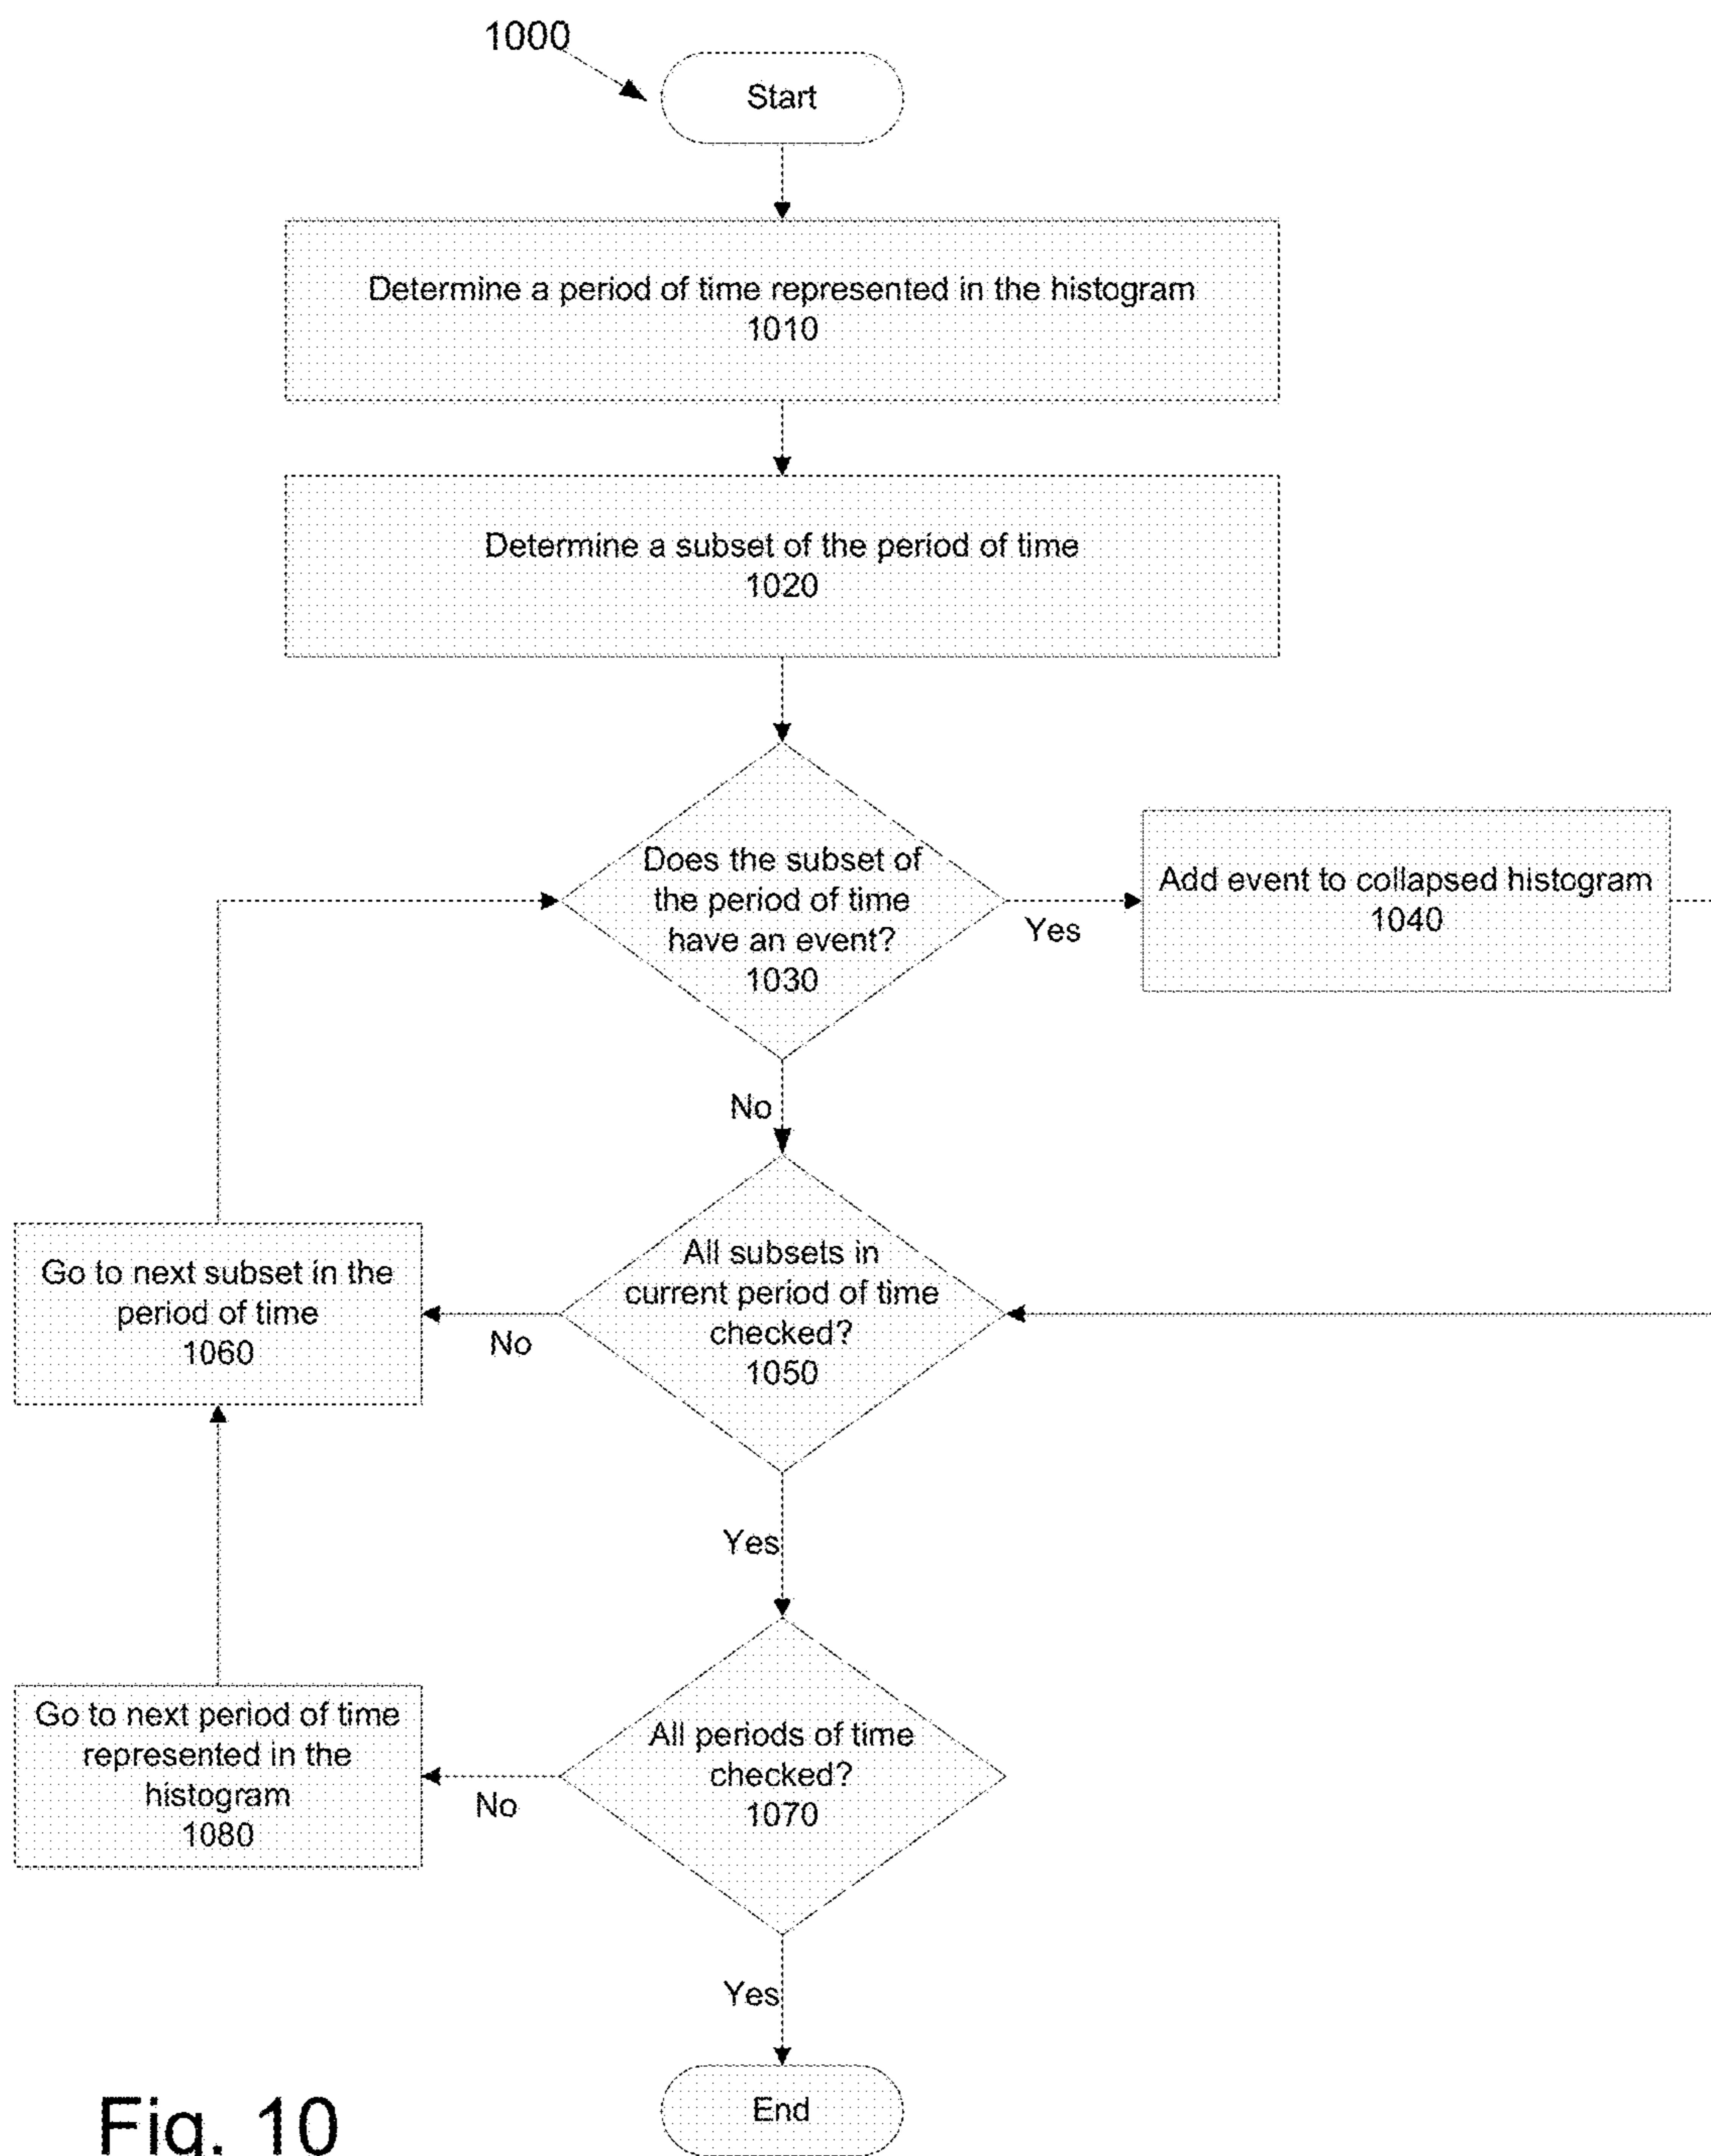 1000
Start
Determine a period of time represented in the histogram
1010
Determine a subset of the period of time
1020
Does the subset of
the period of time
have an event?
1030
Yes
Add event to collapsed histogram
1040
No
All subsets in
current period of time
checked?
1050
No
Go to next subset in the
period of time
1060
Yes
All periods of time
checked?
1070
No
Go to next period of time
represented in the
histogram
1080
Yes
End
Fig. 10